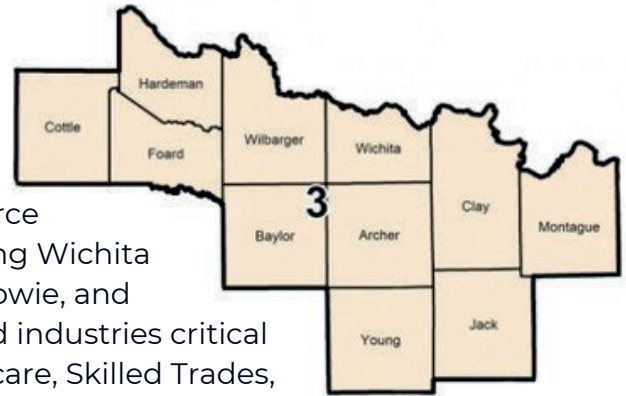 Hardeman
Cottle
Foard
Wilbarger
Wichita
3
Baylor
Archer
Clay
Montague
Young
Jack
rce
ng Wichita
owie, and
d industries critical
care, Skilled Trades,